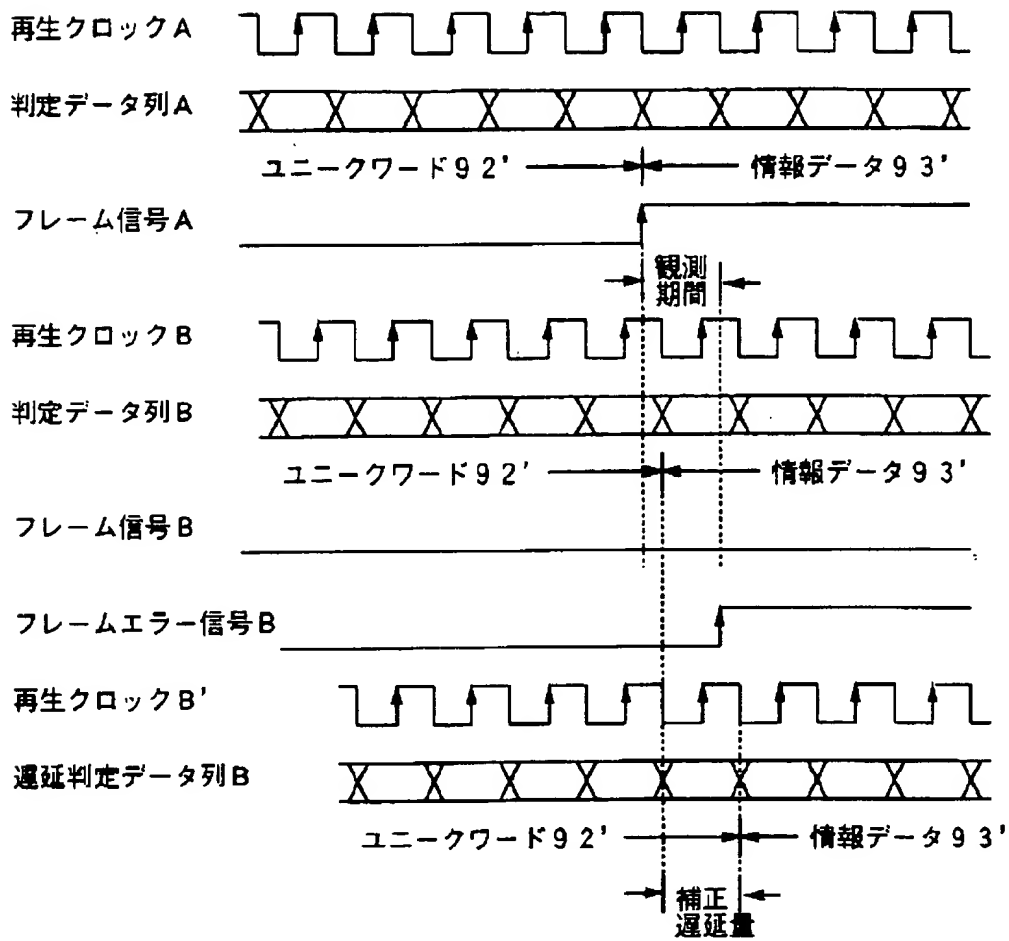 再生クロックA
判定データ列A
ユニークワード92' 情報データ93'
フレーム信号A
観測
期間
再生クロックB
判定データ列B
ユニークワード92' 情報データ93'
フレーム信号B
フレームエラー信号B
再生クロックB'
遅延判定データ列B
ユニークワード92' 情報データ93'
補正
遅延量